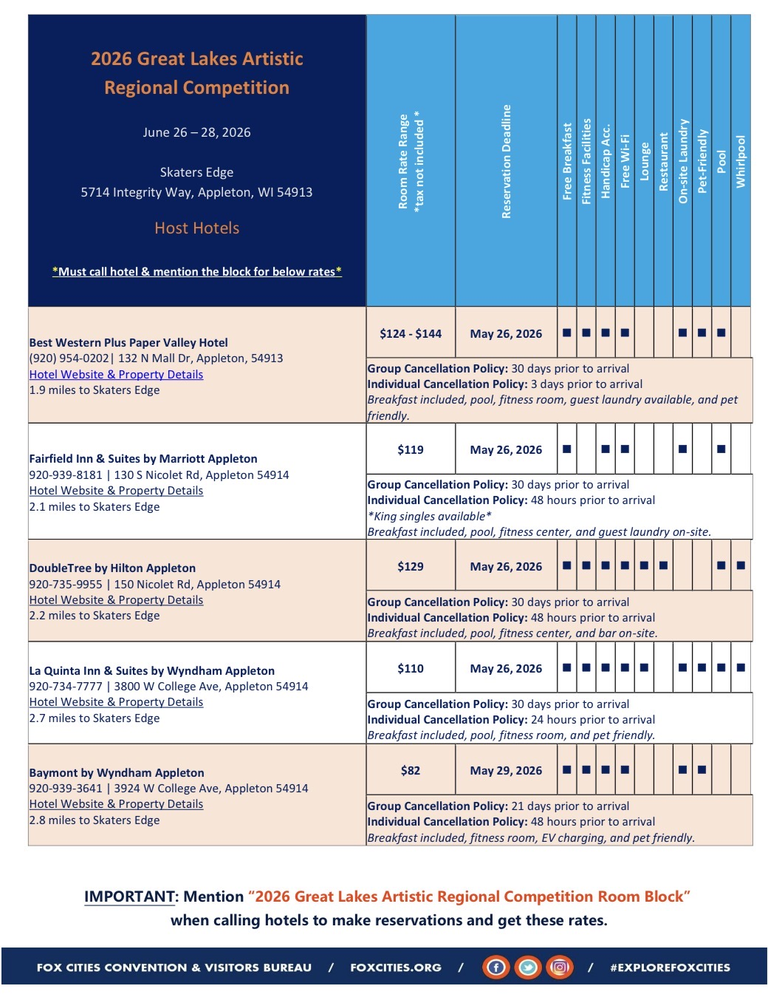 2026 Great Lakes Artistic
Regional Competition
June 26 – 28, 2026
Skaters Edge
5714 Integrity Way, Appleton, WI 54913
Host Hotels
*Must call hotel & mention the block for below rates*
Room Rate Range
*tax not included *
Reservation Deadline
Free Breakfast
Fitness Facilities
Handicap Acc.
Free Wi-Fi
Lounge
Restaurant
On-site Laundry
Pet-Friendly
Pool
Whirlpool
Best Western Plus Paper Valley Hotel
(920) 954-0202| 132 N Mall Dr, Appleton, 54913
Hotel Website & Property Details
1.9 miles to Skaters Edge
$124 - $144
May 26, 2026
Group Cancellation Policy: 30 days prior to arrival
Individual Cancellation Policy: 3 days prior to arrival
Breakfast included, pool, fitness room, guest laundry available, and pet
friendly.
Fairfield Inn & Suites by Marriott Appleton
920-939-8181 | 130 S Nicolet Rd, Appleton 54914
Hotel Website & Property Details
2.1 miles to Skaters Edge
$119
May 26, 2026
Group Cancellation Policy: 30 days prior to arrival
Individual Cancellation Policy: 48 hours prior to arrival
*King singles available*
Breakfast included, pool, fitness center, and guest laundry on-site.
DoubleTree by Hilton Appleton
920-735-9955 | 150 Nicolet Rd, Appleton 54914
Hotel Website & Property Details
2.2 miles to Skaters Edge
$129
May 26, 2026
Group Cancellation Policy: 30 days prior to arrival
Individual Cancellation Policy: 48 hours prior to arrival
Breakfast included, pool, fitness center, and bar on-site.
La Quinta Inn & Suites by Wyndham Appleton
920-734-7777 | 3800 W College Ave, Appleton 54914
Hotel Website & Property Details
2.7 miles to Skaters Edge
$110
May 26, 2026
Group Cancellation Policy: 30 days prior to arrival
Individual Cancellation Policy: 24 hours prior to arrival
Breakfast included, pool, fitness room, and pet friendly.
Baymont by Wyndham Appleton
920-939-3641 | 3924 W College Ave, Appleton 54914
Hotel Website & Property Details
2.8 miles to Skaters Edge
$82
May 29, 2026
Group Cancellation Policy: 21 days prior to arrival
Individual Cancellation Policy: 48 hours prior to arrival
Breakfast included, fitness room, EV charging, and pet friendly.
IMPORTANT: Mention “2026 Great Lakes Artistic Regional Competition Room Block”
when calling hotels to make reservations and get these rates.
FOX CITIES CONVENTION & VISITORS BUREAU / FOXCITIES.ORG / f / #EXPLOREFOXCITIES